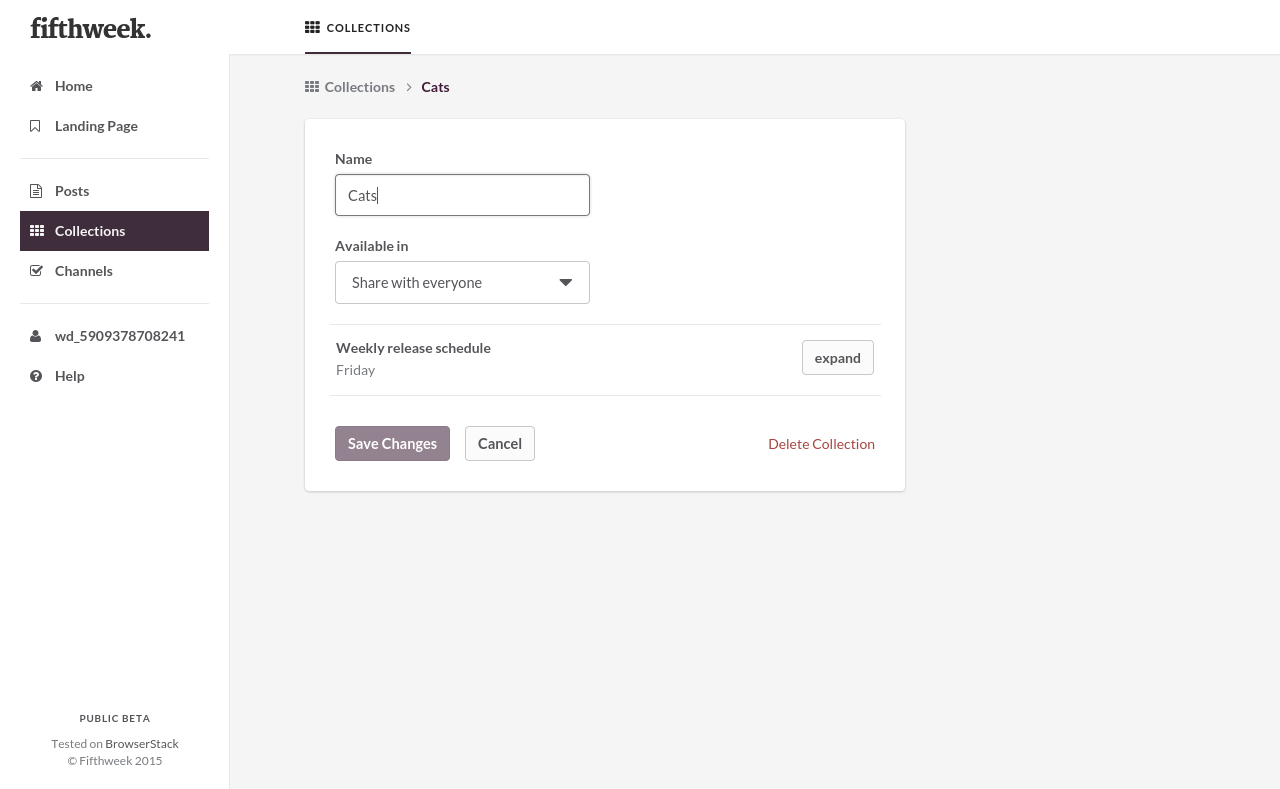 fifthweek.
COLLECTIONS
Home
Landing Page
Posts
Collections
Channels
wd_5909378708241
Help
PUBLIC BETA
Tested on BrowserStack
© Fifthweek 2015
Collections > Cats
Name
Cats
Available in
Share with everyone
Weekly release schedule
Friday
expand
Save Changes
Cancel
Delete Collection